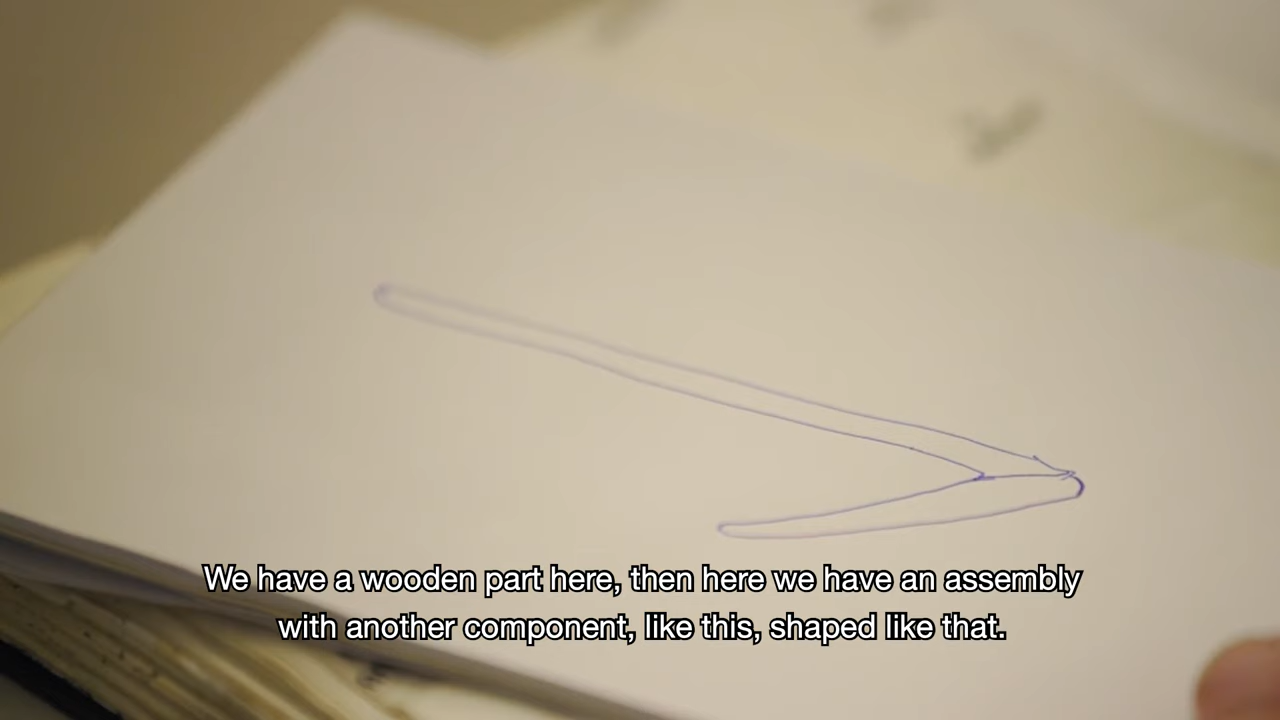 We have a wooden part here, then here we have an assembly
with another component, like this, shaped like that.